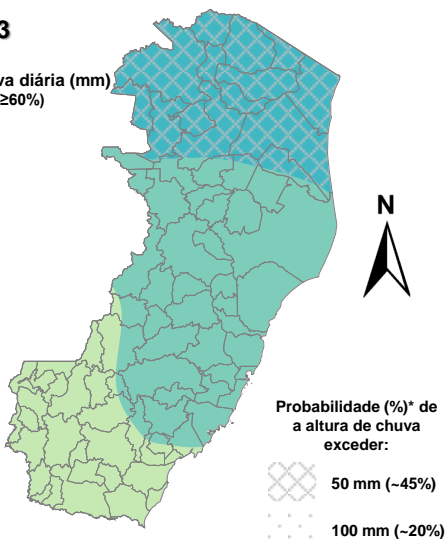 3
va diária (mm)
≥60%)
N
Probabilidade (%)* de
a altura de chuva
exceder:
50 mm (~45%)
100 mm (~20%)